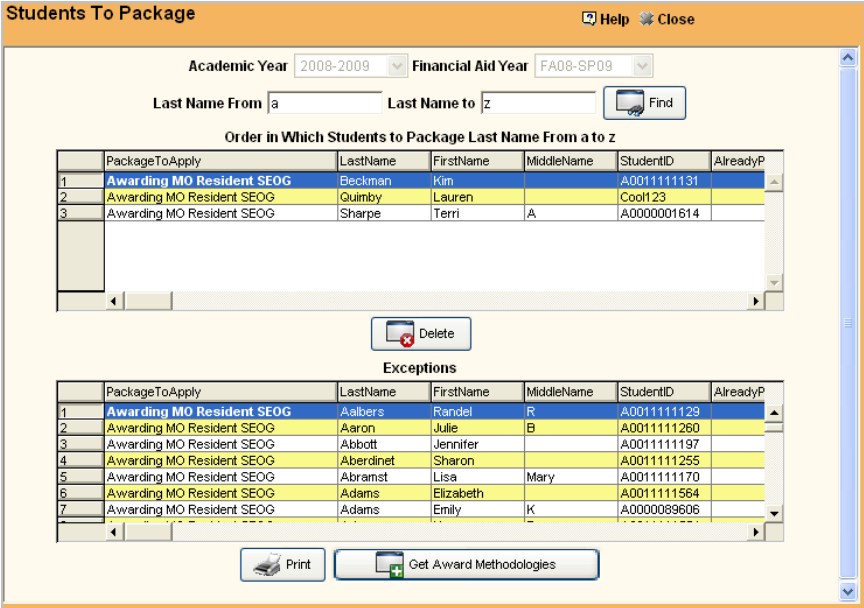 Students To Package Help Close
Academic Year 2008-2009 Financial Aid Year FA08-SP09
Last Name From a Last Name to z Find
Order in Which Students to Package Last Name From a to z
PackageToApply LastName FirstName MiddleName StudentID AlreadyP
1 Awarding MO Resident SEOG Beckman Kim A0011111131
2 Awarding MO Resident SEOG Quimby Lauren Cool123
3 Awarding MO Resident SEOG Sharpe Terri A A0000001614
Delete
Exceptions
PackageToApply LastName FirstName MiddleName StudentID AlreadyP
1 Awarding MO Resident SEOG Aalbers Randel R A0011111129
2 Awarding MO Resident SEOG Aaron Julie B A0011111260
3 Awarding MO Resident SEOG Abbott Jennifer A0011111197
4 Awarding MO Resident SEOG Aberdinet Sharon A0011111255
5 Awarding MO Resident SEOG Abramst Lisa Mary A0011111170
6 Awarding MO Resident SEOG Adams Elizabeth A0011111564
7 Awarding MO Resident SEOG Adams Emily K A0000089606
Print Get Award Methodologies